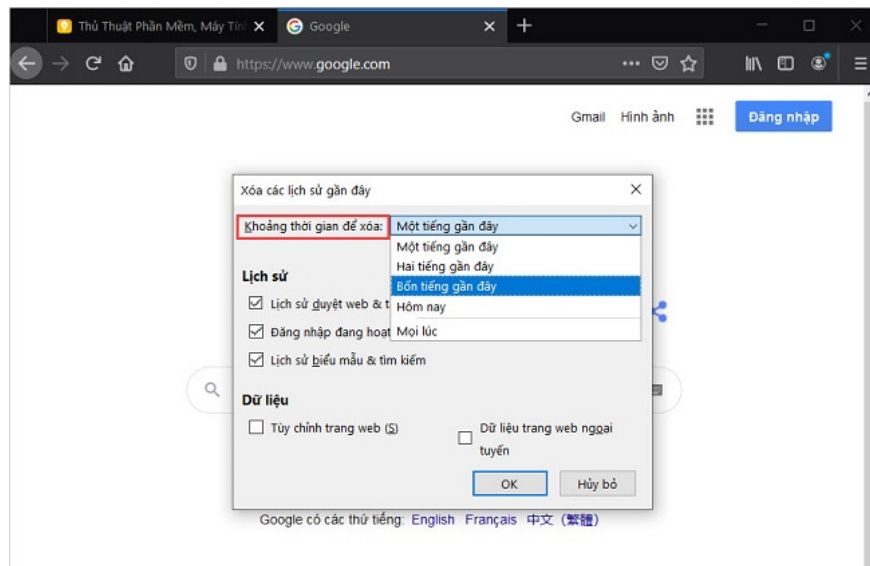 Thủ Thuật Phần Mềm, Máy Tín
Google
https://www.google.com
Gmail Hình ảnh Đăng nhập
Xóa các lịch sử gần đây
Khoảng thời gian để xóa: Một tiếng gần đây
Một tiếng gần đây
Hai tiếng gần đây
Bốn tiếng gần đây
Hôm nay
Mọi lúc
Lịch sử
Lịch sử duyệt web & t
Đăng nhập đang hoạt
Lịch sử biểu mẫu & tìm kiếm
Dữ liệu
Tùy chỉnh trang web (S)
Dữ liệu trang web ngoại
tuyến
OK Hủy bỏ
Google có các thứ tiếng: English Français 中文 (繁體)